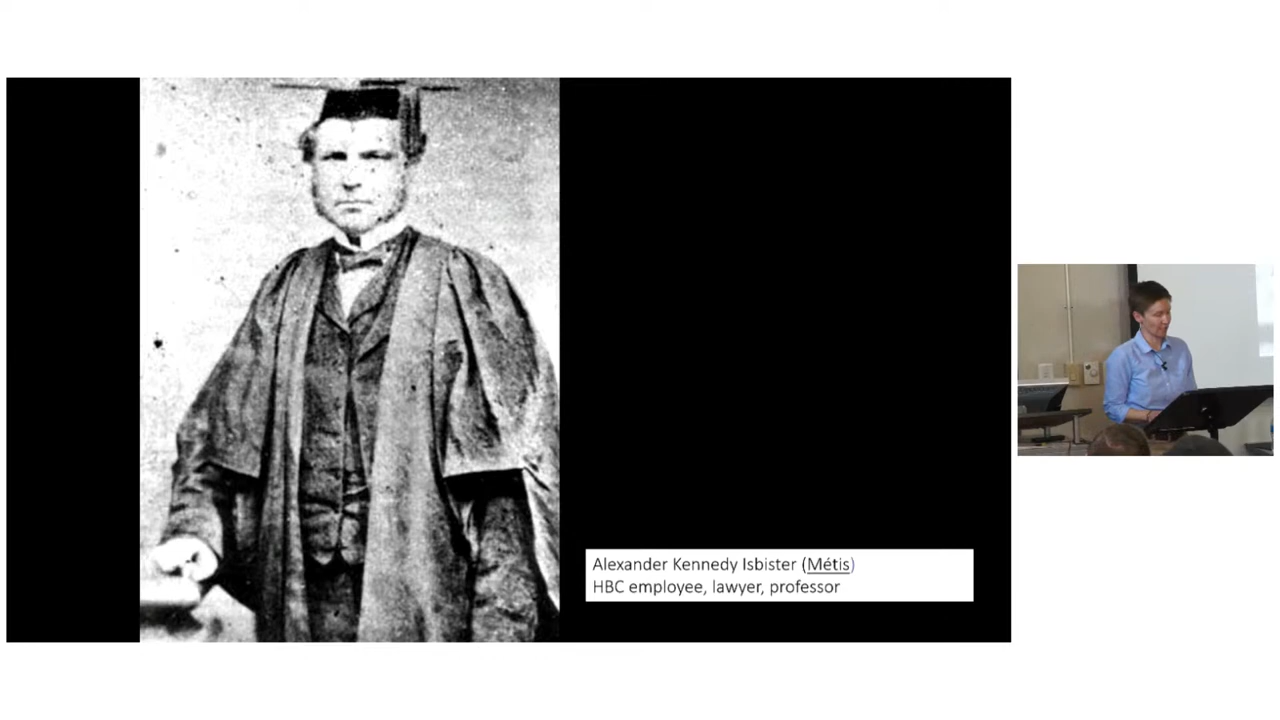 Alexander Kennedy Isbister (Métis)
HBC employee, lawyer, professor